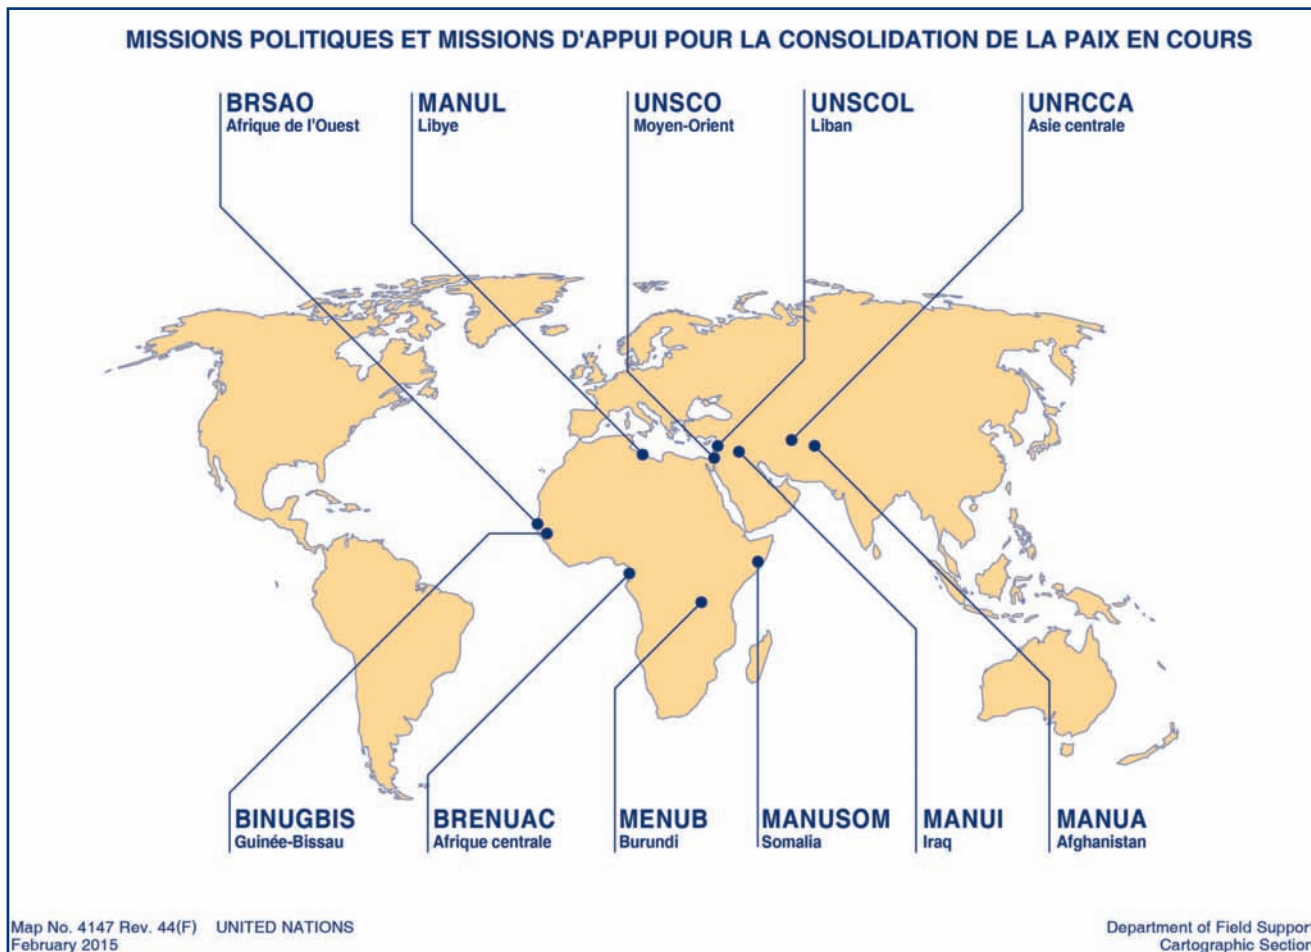 MISSIONS POLITIQUES ET MISSIONS D'APPUI POUR LA CONSOLIDATION DE LA PAIX EN COURS
BRSAO
Afrique de l'Ouest
MANUL
Libye
UNSCO
Moyen-Orient
UNSCOL
Liban
UNRCCA
Asie centrale
BINUGBIS
Guinée-Bissau
BRENUAC
Afrique centrale
MENUB
Burundi
MANUSOM
Somalia
MANUI
Iraq
MANUA
Afghanistan
Map No. 4147 Rev. 44(F) UNITED NATIONS
February 2015
Department of Field Support
Cartographic Section